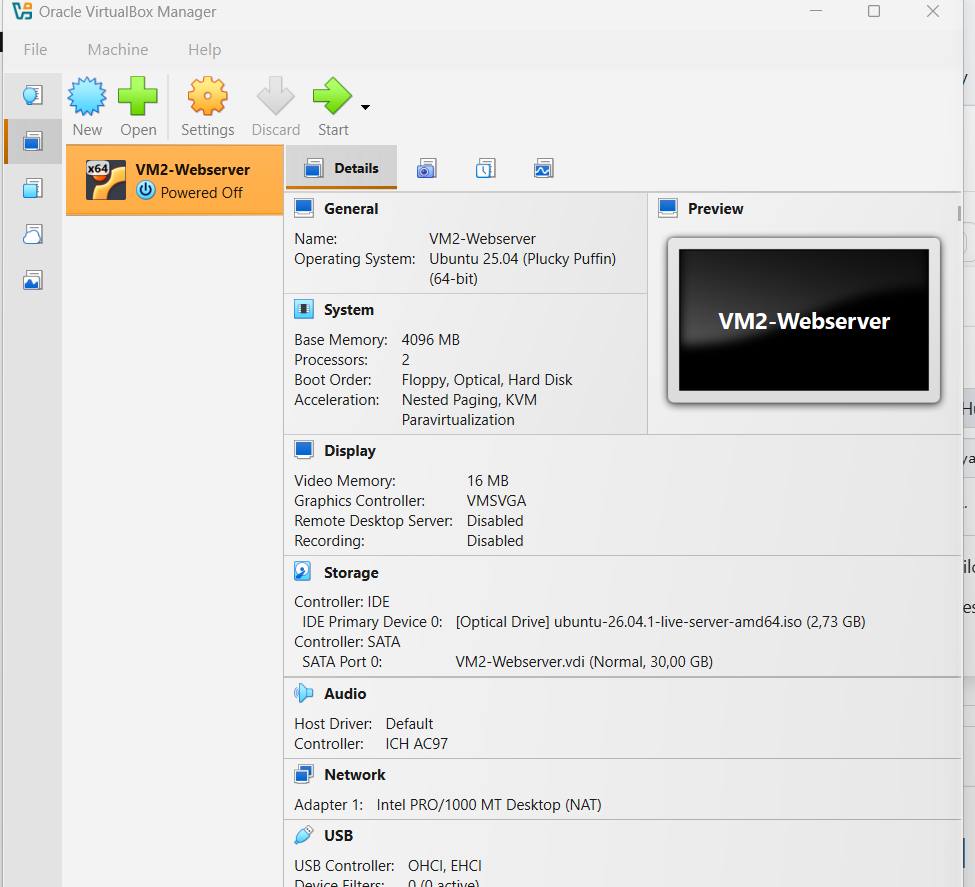 Oracle VirtualBox Manager
File Machine Help
New Open Settings Discard Start
x64 VM2-Webserver
Powered Off
Details
General
Name: VM2-Webserver
Operating System: Ubuntu 25.04 (Plucky Puffin)
(64-bit)
Preview
VM2-Webserver
System
Base Memory: 4096 MB
Processors: 2
Boot Order: Floppy, Optical, Hard Disk
Acceleration: Nested Paging, KVM
Paravirtualization
Display
Video Memory: 16 MB
Graphics Controller: VMSVGA
Remote Desktop Server: Disabled
Recording: Disabled
Storage
Controller: IDE
IDE Primary Device 0: [Optical Drive] ubuntu-26.04.1-live-server-amd64.iso (2,73 GB)
Controller: SATA
SATA Port 0: VM2-Webserver.vdi (Normal, 30,00 GB)
Audio
Host Driver: Default
Controller: ICH AC97
Network
Adapter 1: Intel PRO/1000 MT Desktop (NAT)
USB
USB Controller: OHCI, EHCI
Device Filters: 0 (0 active)